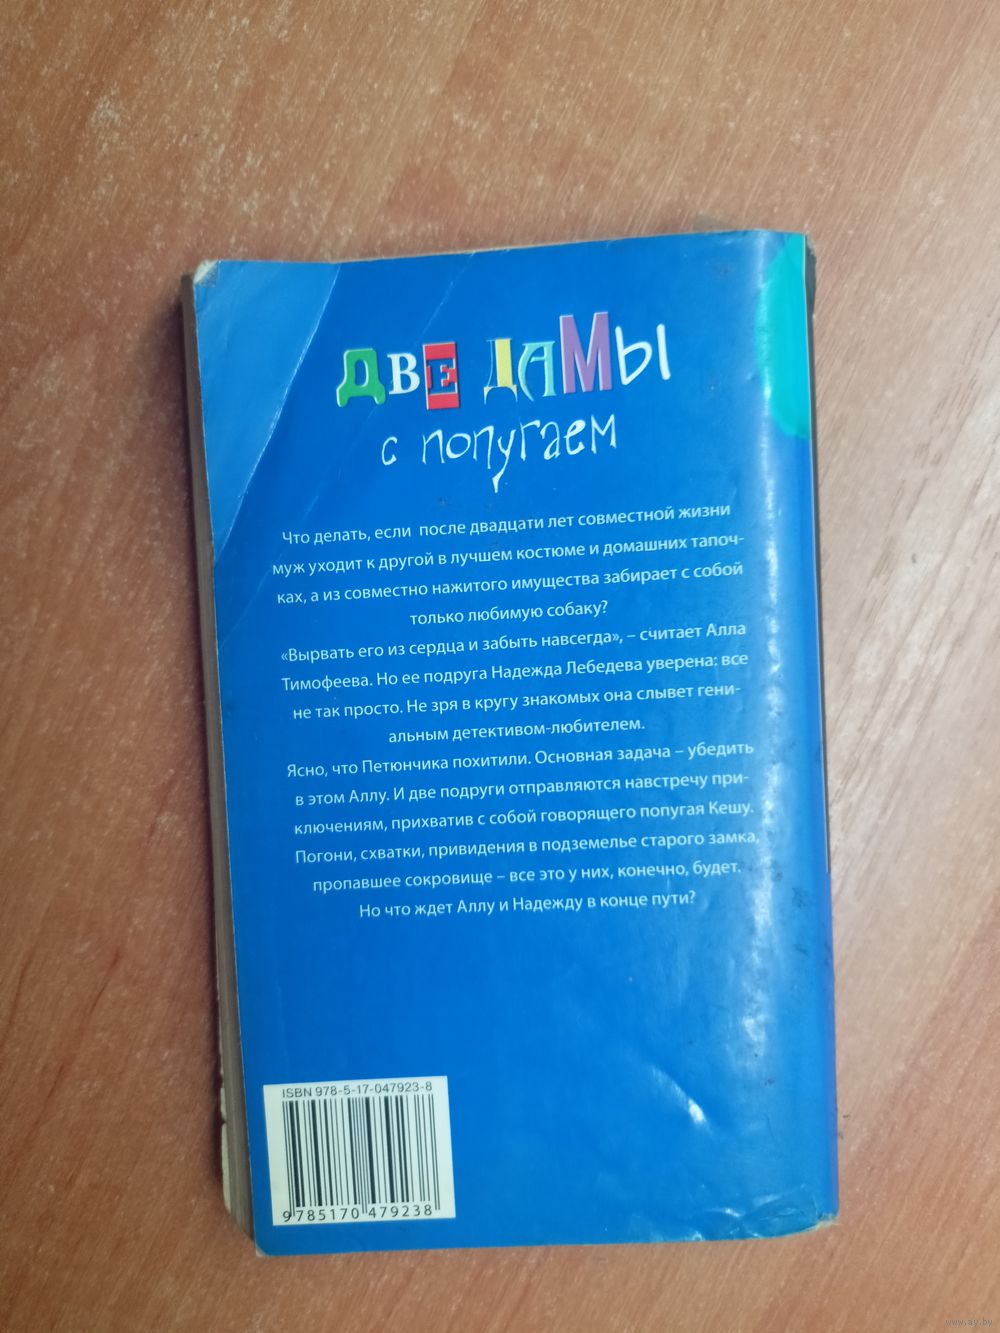 ДВЕ ДАМЫ
с попугаем
Что делать, если после двадцати лет совместной жизни
муж уходит к другой в лучшем костюме и домашних тапоч-
ках, а из совместно нажитого имущества забирает с собой
только любимую собаку?
«Вырвать его из сердца и забыть навсегда», – считает Алла
Тимофеева. Но ее подруга Надежда Лебедева уверена: все
не так просто. Не зря в кругу знакомых она слывет гени-
альным детективом-любителем.
Ясно, что Петюнчика похитили. Основная задача – убедить
в этом Аллу. И две подруги отправляются навстречу при-
ключениям, прихватив с собой говорящего попугая Кешу.
Погони, схватки, привидения в подземелье старого замка,
пропавшее сокровище – все это у них, конечно, будет.
Но что ждет Аллу и Надежду в конце пути?
ISBN 978-5-17-047923-8
9785170479238
www.ay.by